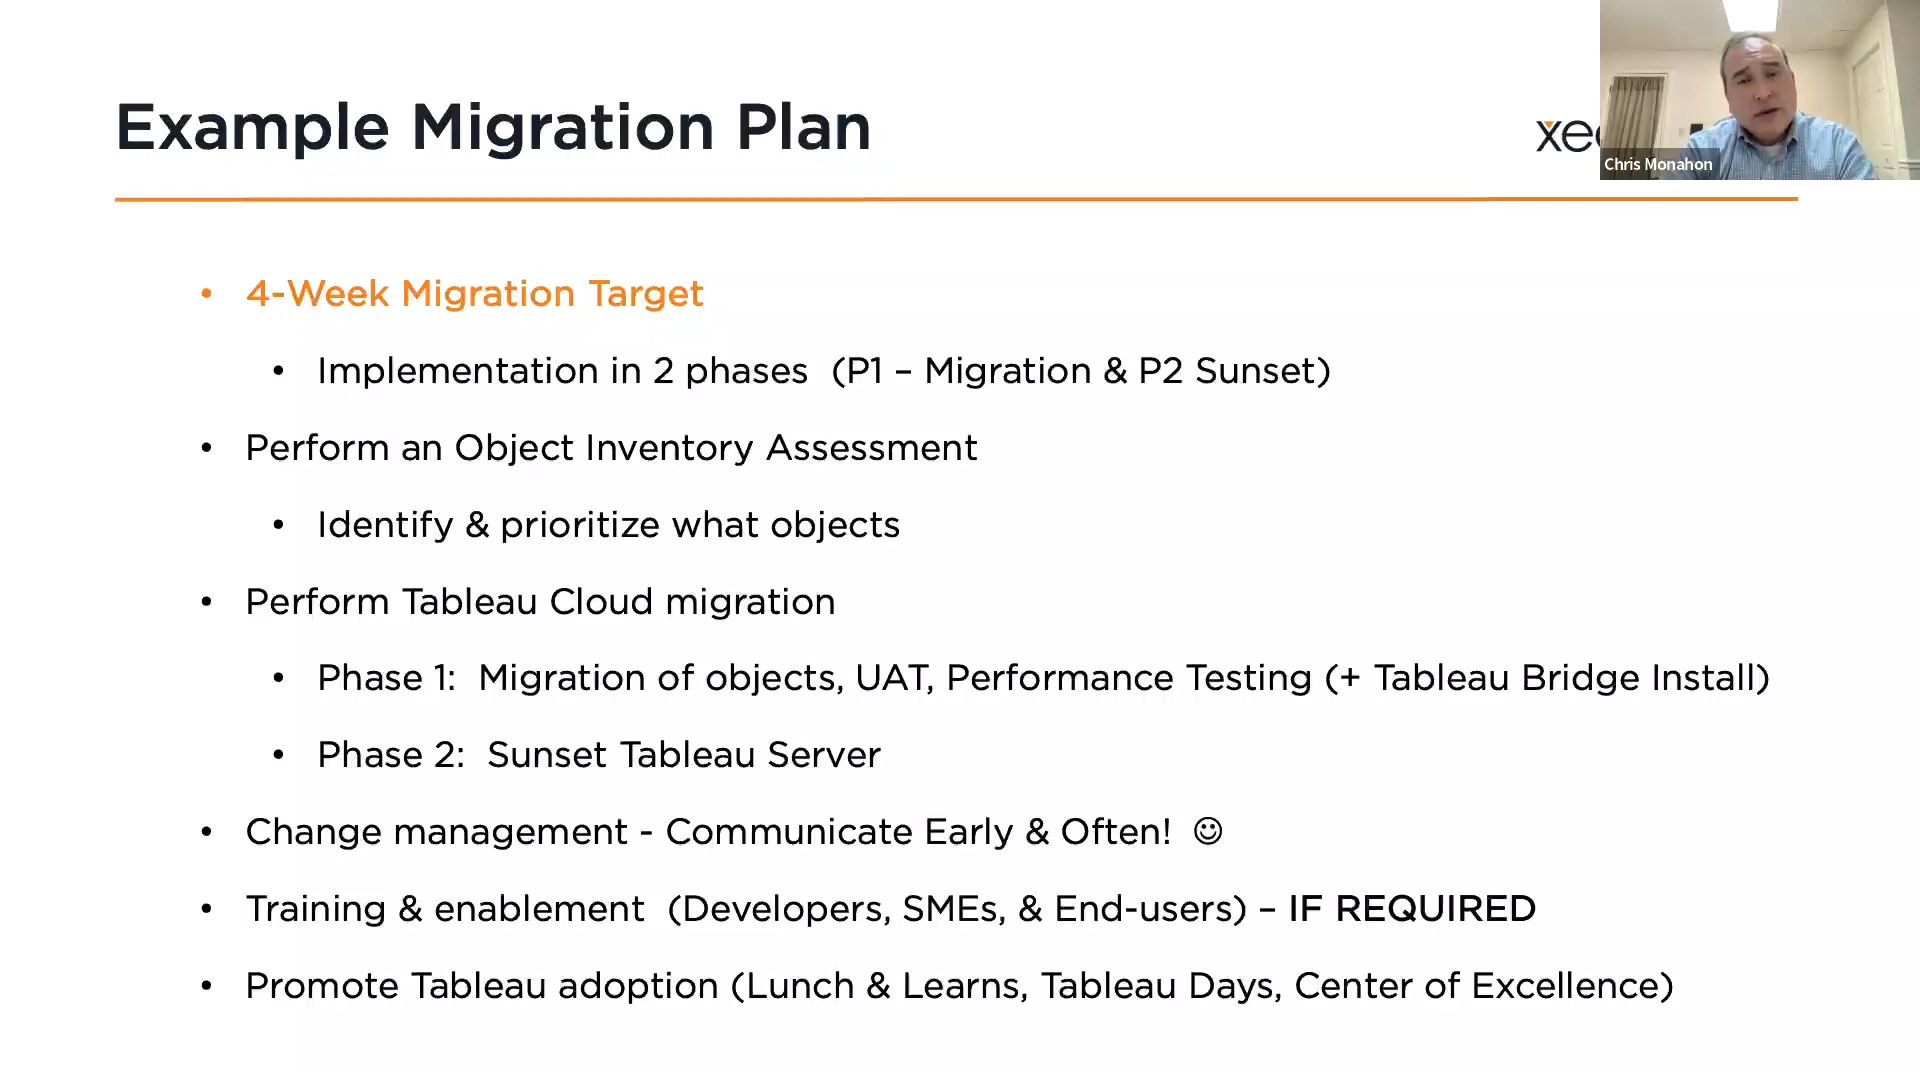 Example Migration Plan
xe
Chris Monahon
• 4-Week Migration Target
• Implementation in 2 phases (P1 – Migration & P2 Sunset)
• Perform an Object Inventory Assessment
• Identify & prioritize what objects
• Perform Tableau Cloud migration
• Phase 1: Migration of objects, UAT, Performance Testing (+ Tableau Bridge Install)
• Phase 2: Sunset Tableau Server
• Change management - Communicate Early & Often! ☺
• Training & enablement (Developers, SMEs, & End-users) – IF REQUIRED
• Promote Tableau adoption (Lunch & Learns, Tableau Days, Center of Excellence)